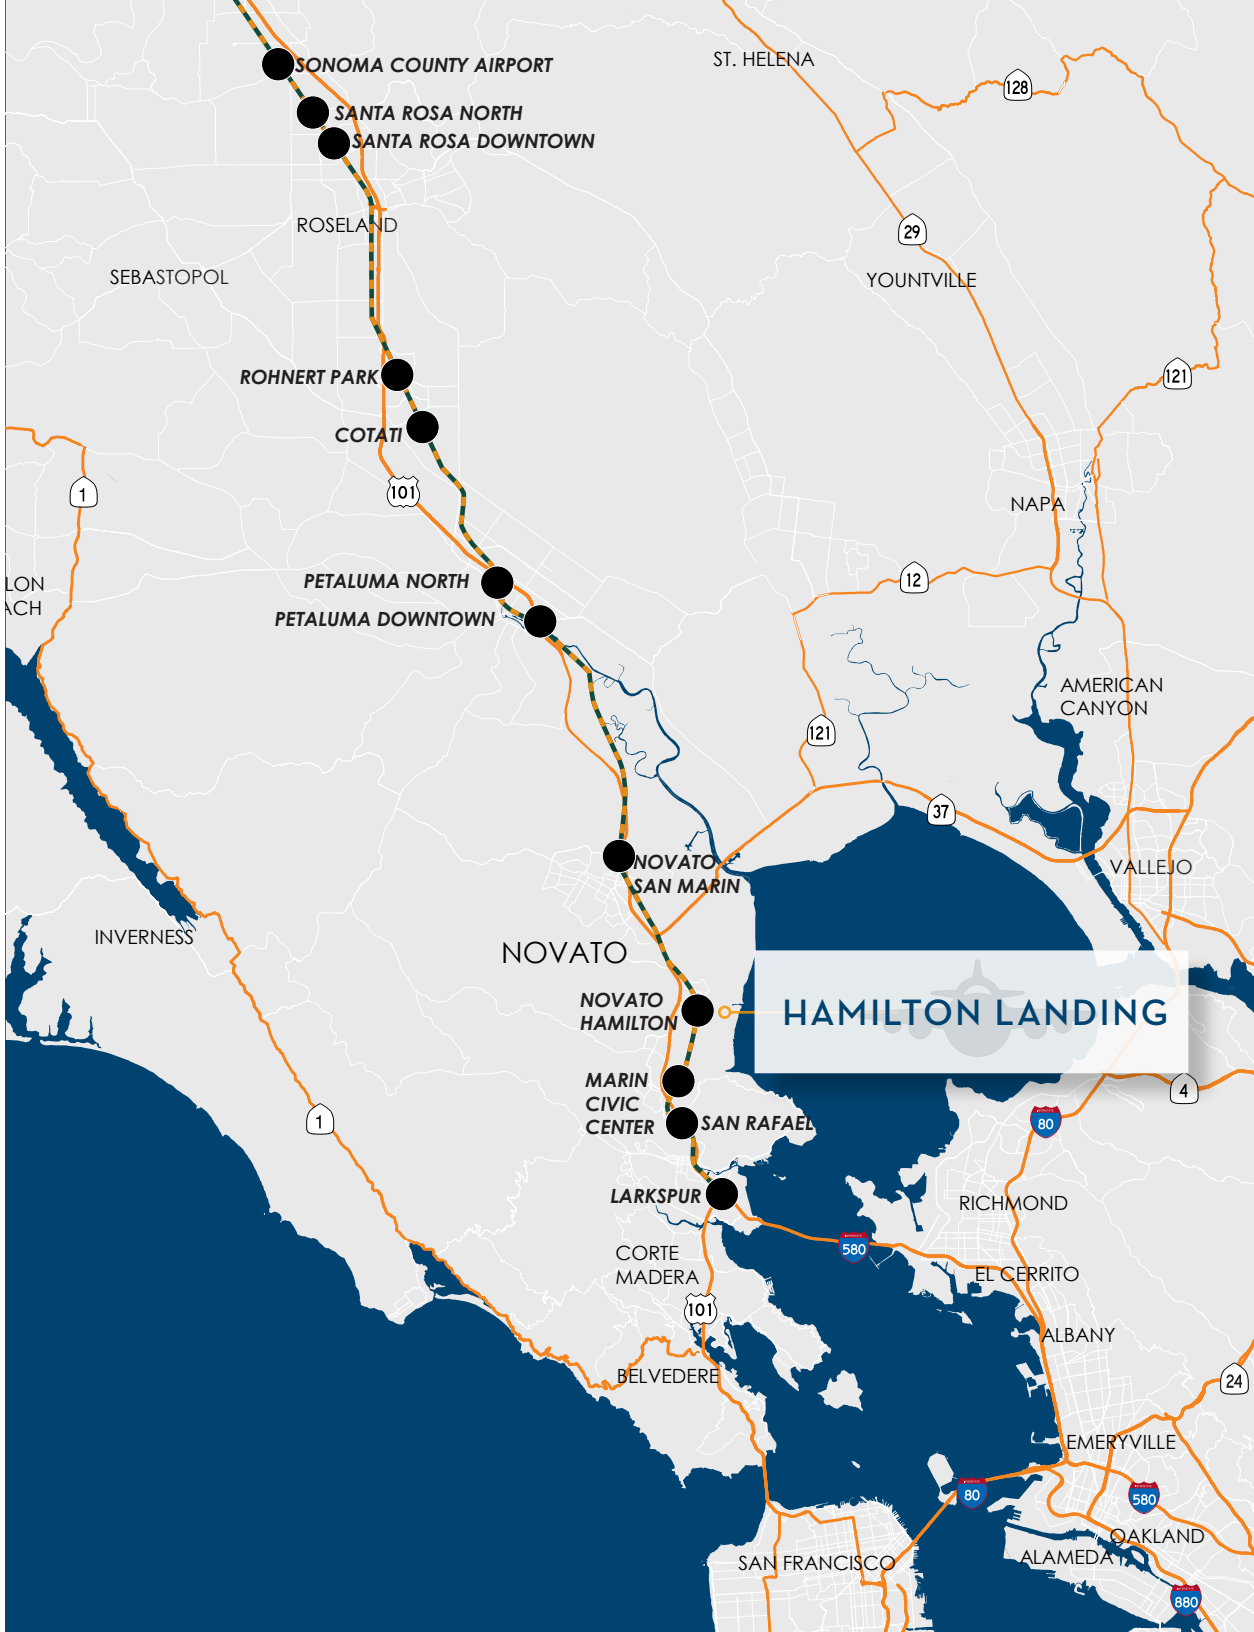 ST. HELENA
SONOMA COUNTY AIRPORT
128
SANTA ROSA NORTH
SANTA ROSA DOWNTOWN
ROSELAND
29
SEBASTOPOL
YOUNTVILLE
ROHNERT PARK
121
COTATI
1
101
NAPA
LON
ACH
PETALUMA NORTH
12
PETALUMA DOWNTOWN
AMERICAN
CANYON
121
37
NOVATO
SAN MARIN
VALLEJO
INVERNESS
NOVATO
NOVATO
HAMILTON
HAMILTON LANDING
MARIN
CIVIC
CENTER
SAN RAFAEL
4
80
1
LARKSPUR
RICHMOND
580
CORTE
MADERA
EL CERRITO
101
ALBANY
BELVEDERE
24
EMERYVILLE
80
580
OAKLAND
SAN FRANCISCO
ALAMEDA
880